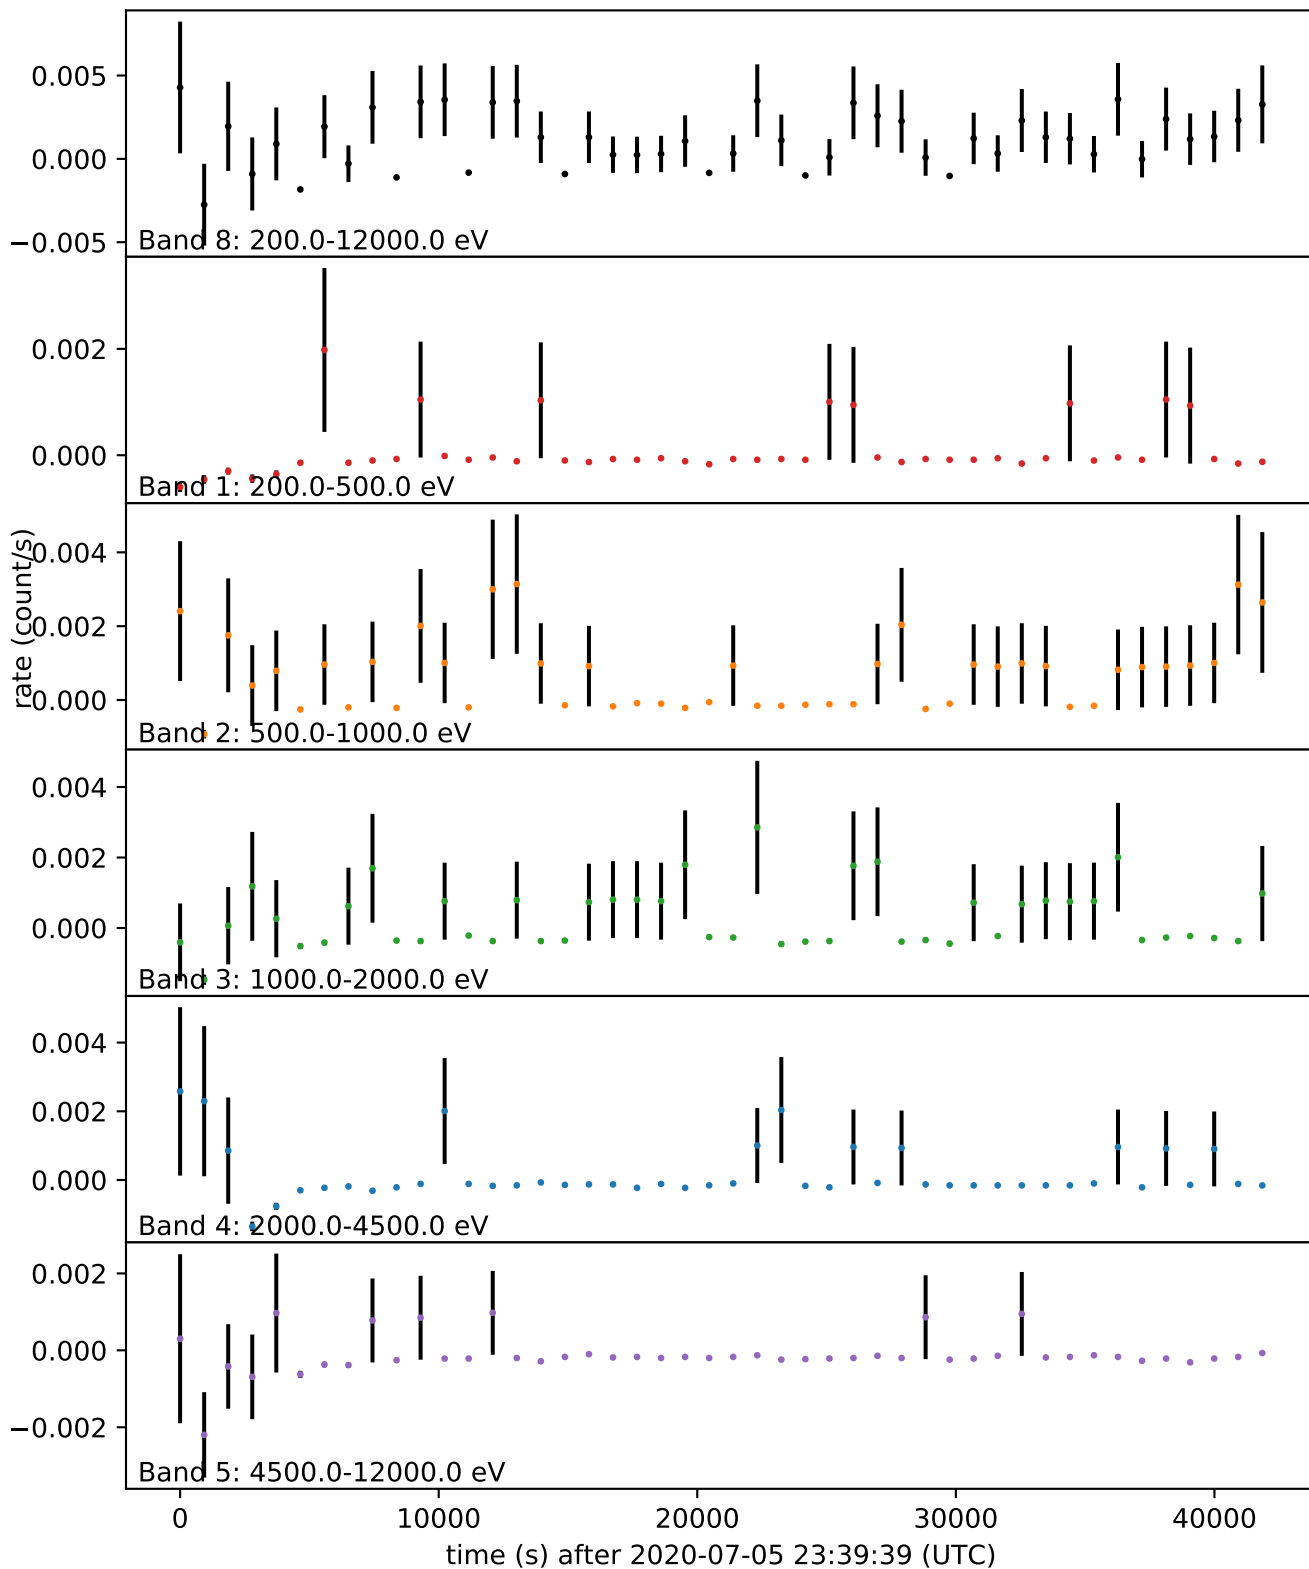 0.005
0.000
−0.005
Band 8: 200.0-12000.0 eV
0.002
0.000
Band 1: 200.0-500.0 eV
rate (count/s)
0.004
0.002
0.000
Band 2: 500.0-1000.0 eV
0.004
0.002
0.000
Band 3: 1000.0-2000.0 eV
0.004
0.002
0.000
Band 4: 2000.0-4500.0 eV
0.002
0.000
−0.002
Band 5: 4500.0-12000.0 eV
0 10000 20000 30000 40000
time (s) after 2020-07-05 23:39:39 (UTC)